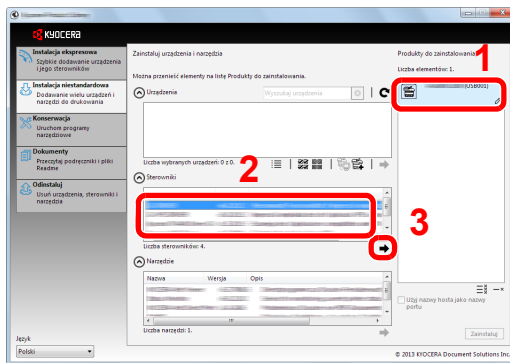 KYOCERA
Instalacja ekspresowa
Szybkie dodawanie urządzenia
i jego sterowników
Instalacja niestandardowa
Dodawanie wielu urządzeń i
narzędzi do drukowania
Konserwacja
Uruchom programy
narzędziowe
Dokumenty
Przeczytaj podręczniki i pliki
Readme
Odinstaluj
Usuń urządzenia, sterowniki i
narzędzia
Język
Polski
Zainstaluj urządzenia i narzędzia
Można przenieść elementy na listę Produkty do zainstalowania.
Urządzenia
Wyszukaj urządzenia
Liczba wybranych urządzeń: 0 z 0.
2
Sterowniki
3
Liczba sterowników: 4.
Narzędzie
Nazwa Wersja Opis
Liczba narzędzi: 1.
Produkty do zainstalowania
1
Liczba elementów: 1.
(USB001)
Użyj nazwy hosta jako nazwy
portu
Zainstaluj
© 2013 KYOCERA Document Solutions Inc.